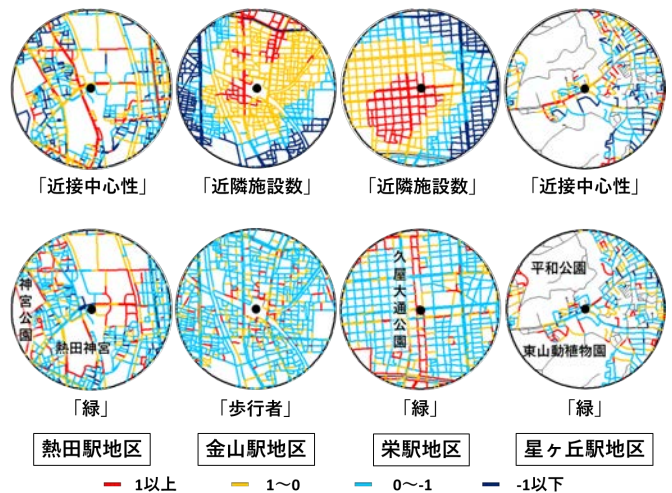 「近接中心性」
「近隣施設数」
「近隣施設数」
「近接中心性」
神宮公園
熱田神宮
久屋大通公園
平和公園
東山動植物園
「緑」
「歩行者」
「緑」
「緑」
熱田駅地区
金山駅地区
栄駅地区
星ヶ丘駅地区
1以上
1～0
0～-1
-1以下